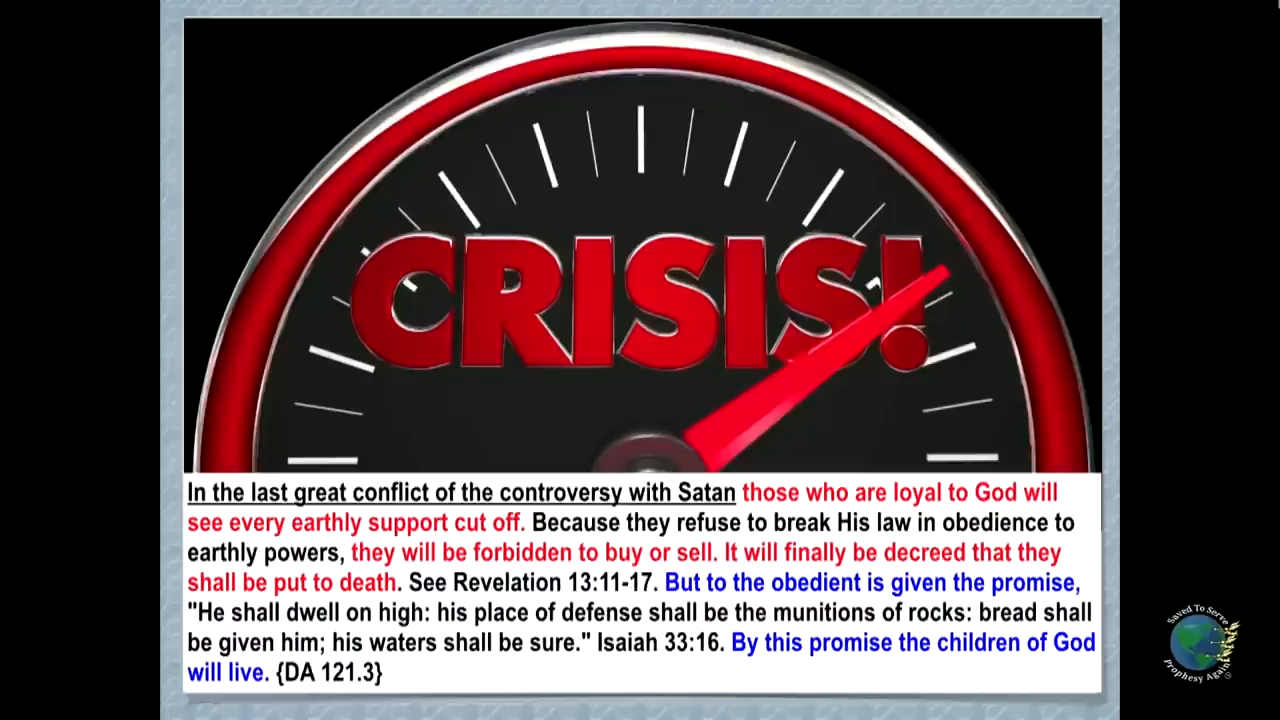 CRISIS!
In the last great conflict of the controversy with Satan those who are loyal to God will
see every earthly support cut off. Because they refuse to break His law in obedience to
earthly powers, they will be forbidden to buy or sell. It will finally be decreed that they
shall be put to death. See Revelation 13:11-17. But to the obedient is given the promise,
"He shall dwell on high: his place of defense shall be the munitions of rocks: bread shall
be given him; his waters shall be sure." Isaiah 33:16. By this promise the children of God
will live. {DA 121.3}
Saved To Serve
Prophesy Again